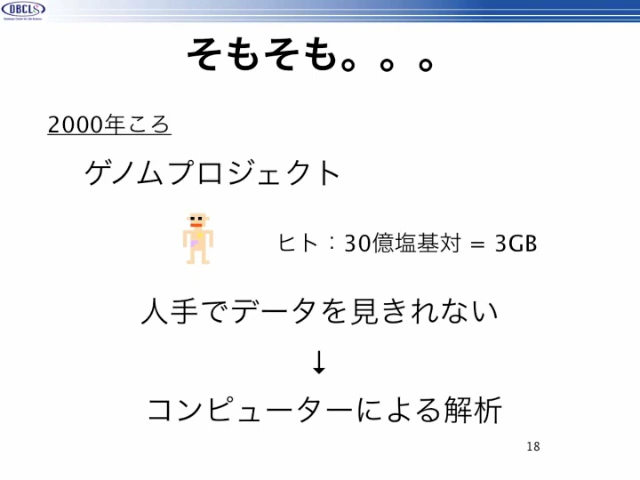 DBCLS
そもそも。。。
2000年ころ
ゲノムプロジェクト
ヒト：30億塩基対 = 3GB
人手でデータを見きれない
↓
コンピューターによる解析
18